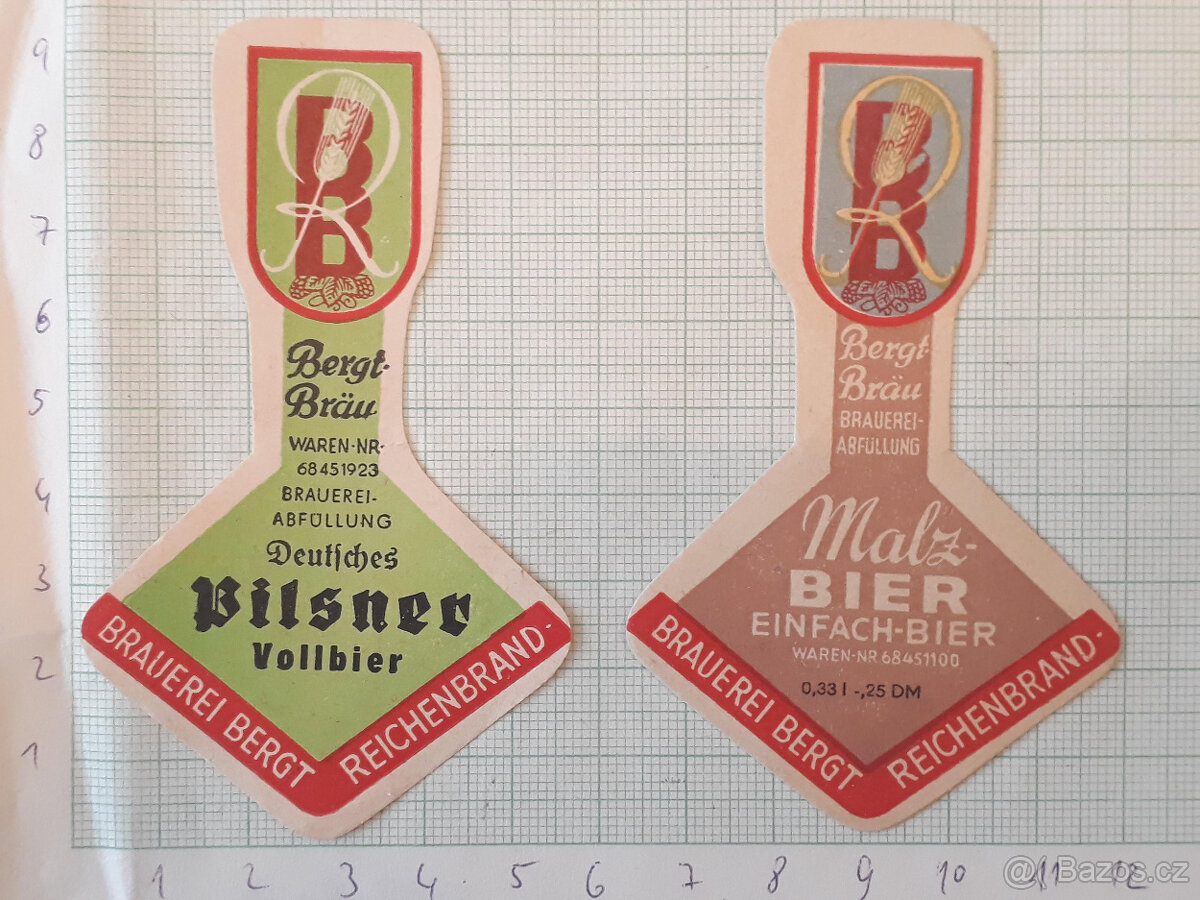 9
8
7
6
5
4
3
2
1
BRB
Bergt-
Bräu
WAREN-NR.
68451923
BRAUEREI-
ABFÜLLUNG
Deutſches
Pilsner
Vollbier
BRAUEREI BERGT
REICHENBRAND-
BRB
Bergt-
Bräu
BRAUEREI-
ABFÜLLUNG
Malz-
BIER
EINFACH-BIER
WAREN-NR 68451100
0,33 l -,25 DM
BRAUEREI BERGT
REICHENBRAND-
1 2 3 4 5 6 7 8 9 10 11 12
@Bazos.cz